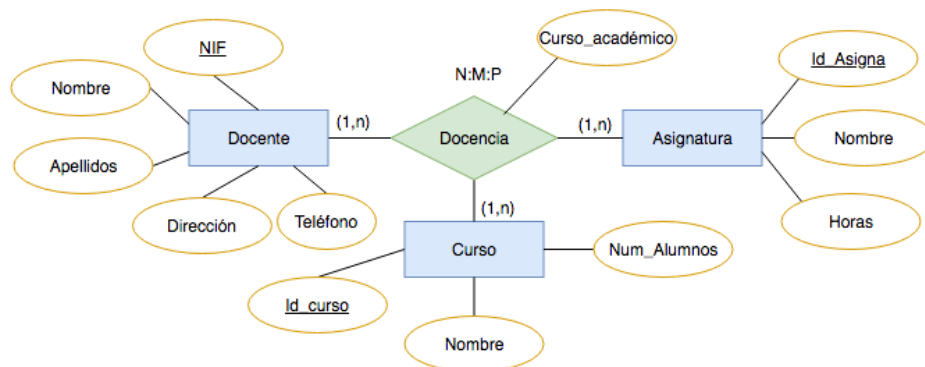 NIF
Curso_académico
Id_Asigna
Nombre
N:M:P
Docente
(1,n)
Docencia
(1,n)
Asignatura
Nombre
Apellidos
Dirección
Teléfono
(1,n)
Horas
Curso
Num_Alumnos
Id_curso
Nombre